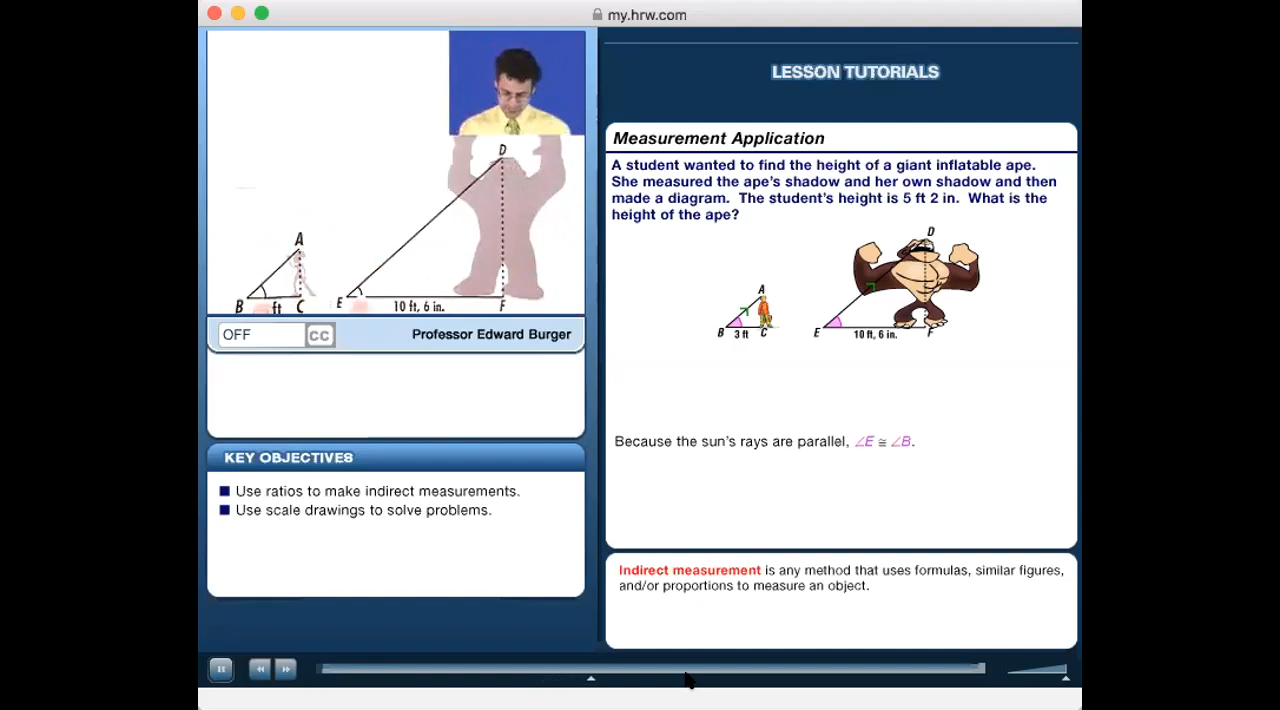 my.hrw.com
LESSON TUTORIALS
D
A
B
ft
C
E
10 ft, 6 in.
F
OFF
CC
Professor Edward Burger
KEY OBJECTIVES
Use ratios to make indirect measurements.
Use scale drawings to solve problems.
Measurement Application
A student wanted to find the height of a giant inflatable ape.
She measured the ape's shadow and her own shadow and then
made a diagram. The student's height is 5 ft 2 in. What is the
height of the ape?
D
A
B
3 ft
C
E
10 ft, 6 in.
F
Because the sun's rays are parallel, ∠E ≅ ∠B.
Indirect measurement is any method that uses formulas, similar figures,
and/or proportions to measure an object.